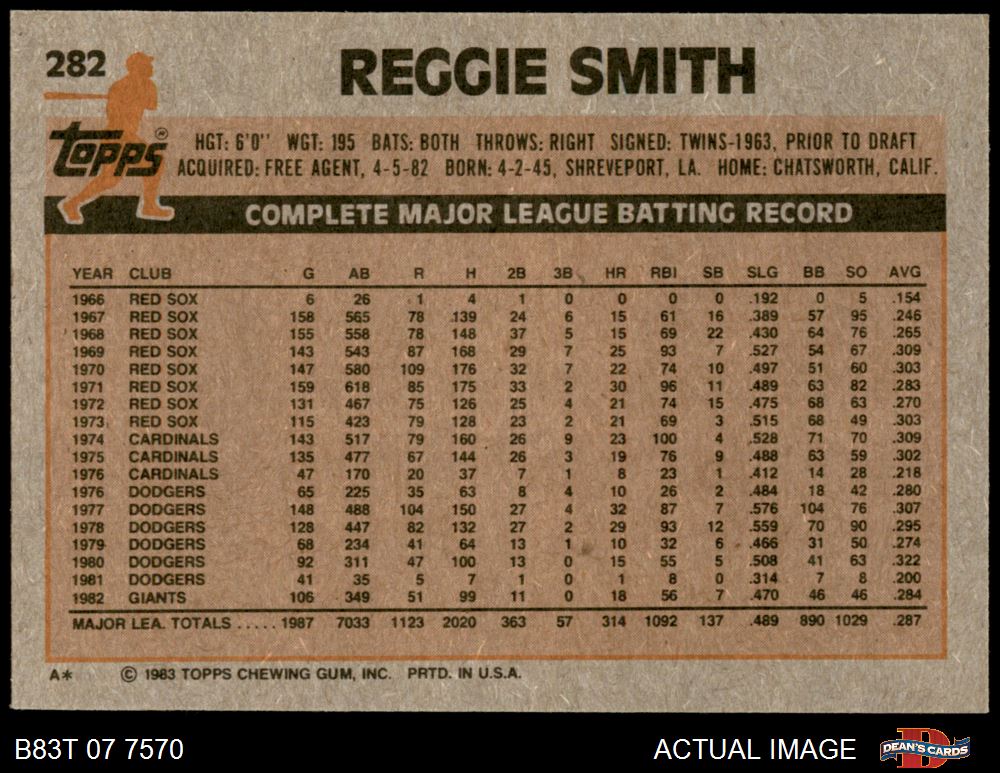 282
REGGIE SMITH
Topps
HGT: 6'0'' WGT: 195 BATS: BOTH THROWS: RIGHT SIGNED: TWINS-1963, PRIOR TO DRAFT
ACQUIRED: FREE AGENT, 4-5-82 BORN: 4-2-45, SHREVEPORT, LA. HOME: CHATSWORTH, CALIF.
COMPLETE MAJOR LEAGUE BATTING RECORD
YEAR CLUB G AB R H 2B 3B HR RBI SB SLG BB SO AVG
1966 RED SOX 6 26 1 4 1 0 0 0 0 .192 0 5 .154
1967 RED SOX 158 565 78 139 24 6 15 61 16 .389 57 95 .246
1968 RED SOX 155 558 78 148 37 5 15 69 22 .430 64 76 .265
1969 RED SOX 143 543 87 168 29 7 25 93 7 .527 54 67 .309
1970 RED SOX 147 580 109 176 32 7 22 74 10 .497 51 60 .303
1971 RED SOX 159 618 85 175 33 2 30 96 11 .489 63 82 .283
1972 RED SOX 131 467 75 126 25 4 21 74 15 .475 68 63 .270
1973 RED SOX 115 423 79 128 23 2 21 69 3 .515 68 49 .303
1974 CARDINALS 143 517 79 160 26 9 23 100 4 .528 71 70 .309
1975 CARDINALS 135 477 67 144 26 3 19 76 9 .488 63 59 .302
1976 CARDINALS 47 170 20 37 7 1 8 23 1 .412 14 28 .218
1976 DODGERS 65 225 35 63 8 4 10 26 2 .484 18 42 .280
1977 DODGERS 148 488 104 150 27 4 32 87 7 .576 104 76 .307
1978 DODGERS 128 447 82 132 27 2 29 93 12 .559 70 90 .295
1979 DODGERS 68 234 41 64 13 1 10 32 6 .466 31 50 .274
1980 DODGERS 92 311 47 100 13 0 15 55 5 .508 41 63 .322
1981 DODGERS 41 35 5 7 1 0 1 8 0 .314 7 8 .200
1982 GIANTS 106 349 51 99 11 0 18 56 7 .470 46 46 .284
MAJOR LEA. TOTALS ..... 1987 7033 1123 2020 363 57 314 1092 137 .489 890 1029 .287
A* © 1983 TOPPS CHEWING GUM, INC. PRTD. IN U.S.A.
B83T 07 7570 ACTUAL IMAGE DEAN'S CARDS